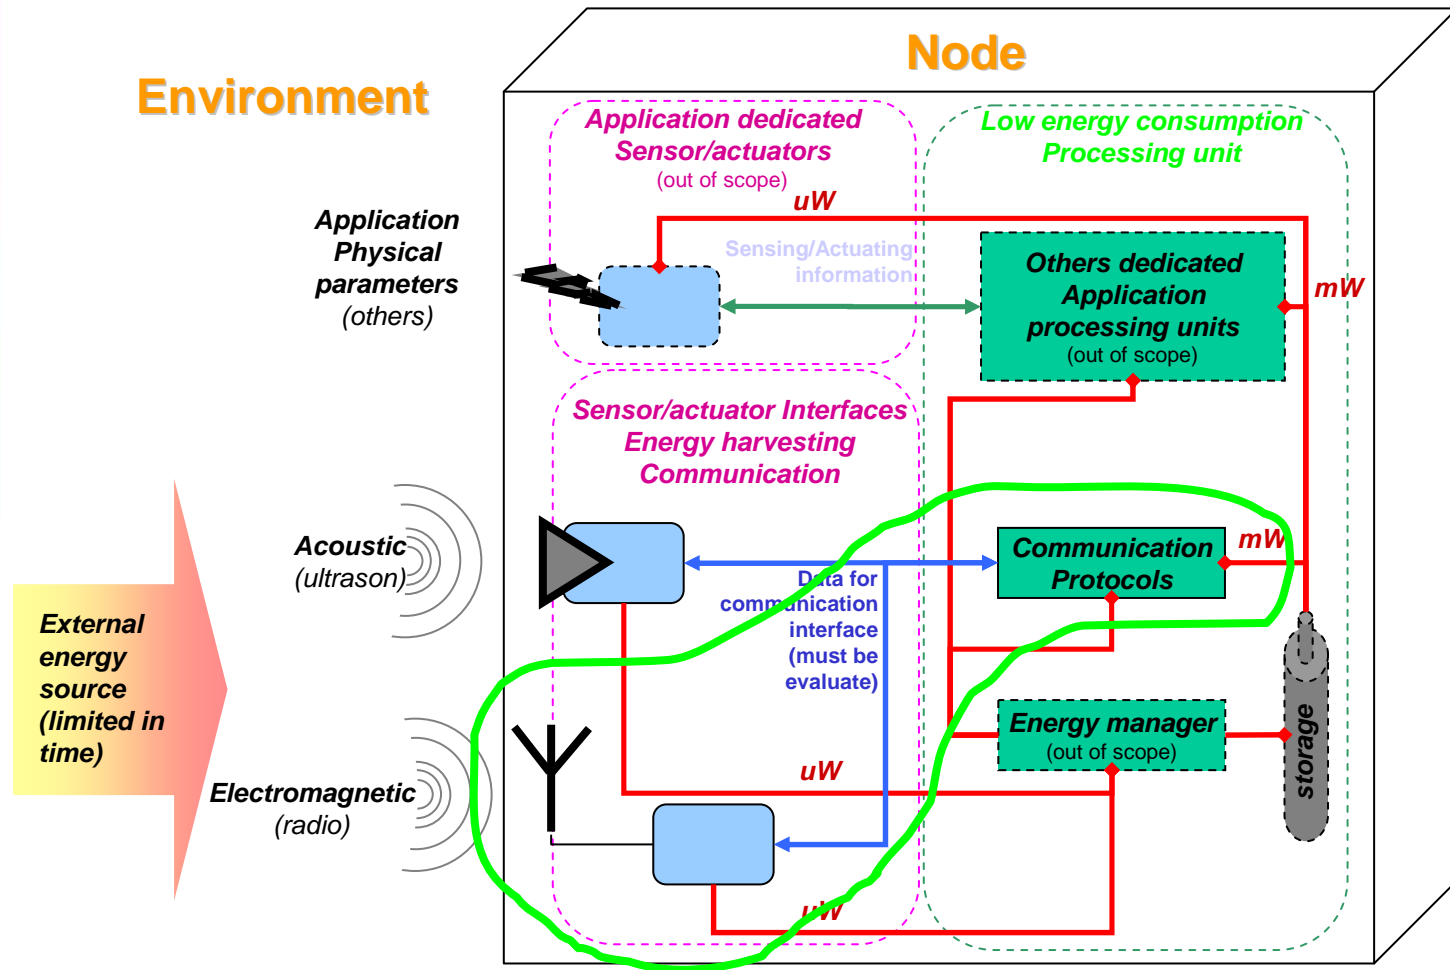 Node
Environment
Application dedicated
Sensor/actuators
(out of scope)
Low energy consumption
Processing unit
uW
Application
Physical
parameters
(others)
Sensing/Actuating
information
Others dedicated
Application
processing units
(out of scope)
mW
Sensor/actuator Interfaces
Energy harvesting
Communication
Acoustic
(ultrason)
Data for
communication
interface
(must be
evaluate)
Communication
Protocols
mW
External
energy
source
(limited in
time)
Energy manager
(out of scope)
storage
uW
Electromagnetic
(radio)
uW